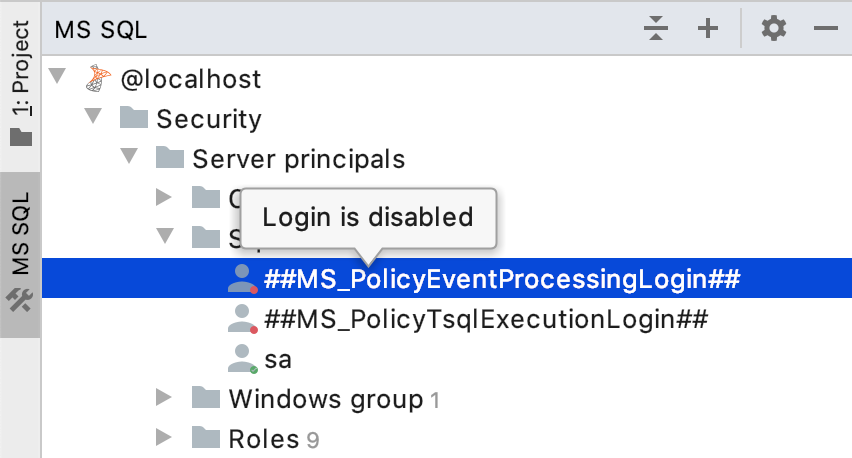 1: Project
MS SQL
MS SQL
@localhost
Security
Server principals
Login is disabled
##MS_PolicyEventProcessingLogin##
##MS_PolicyTsqlExecutionLogin##
sa
Windows group 1
Roles 9